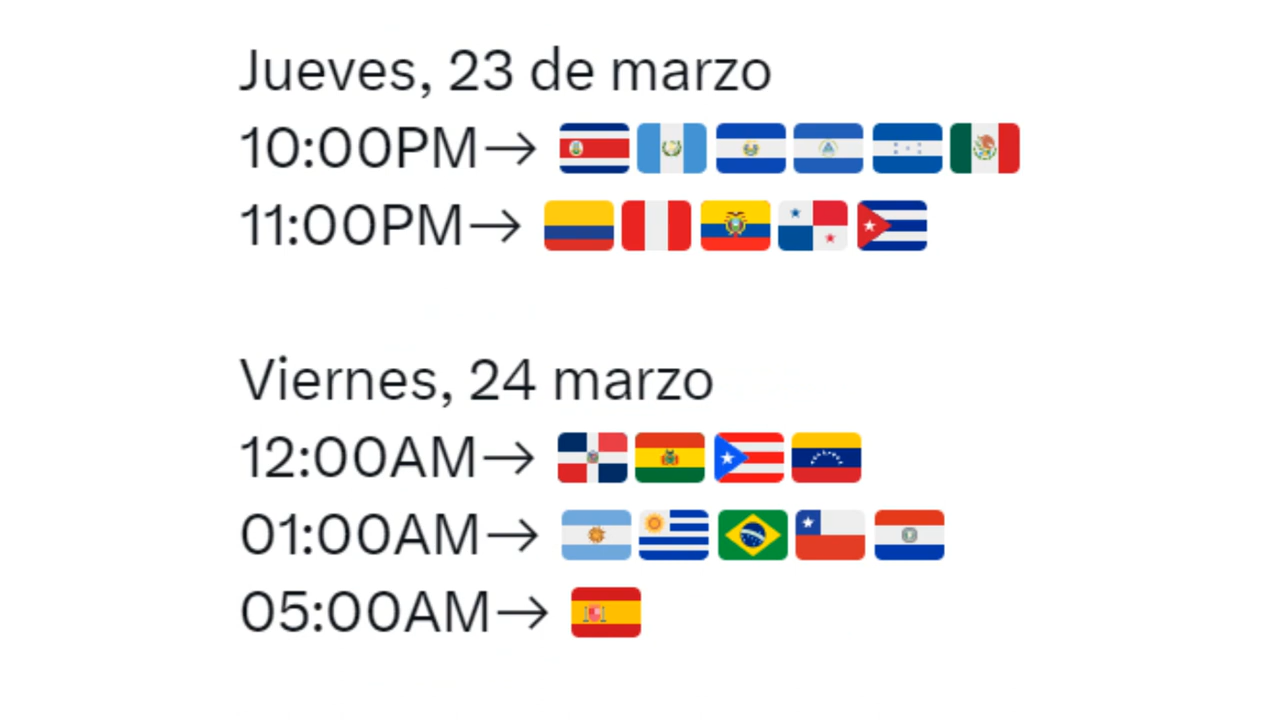 Jueves, 23 de marzo
10:00PM→ 🇨🇷🇬🇹🇸🇻🇳🇮🇭🇳🇲🇽
11:00PM→ 🇨🇴🇵🇪🇪🇨🇵🇦🇨🇺
Viernes, 24 marzo
12:00AM→ 🇩🇴🇧🇴🇵🇷🇻🇪
01:00AM→ 🇦🇷🇺🇾🇧🇷🇨🇱🇵🇾
05:00AM→ 🇪🇸